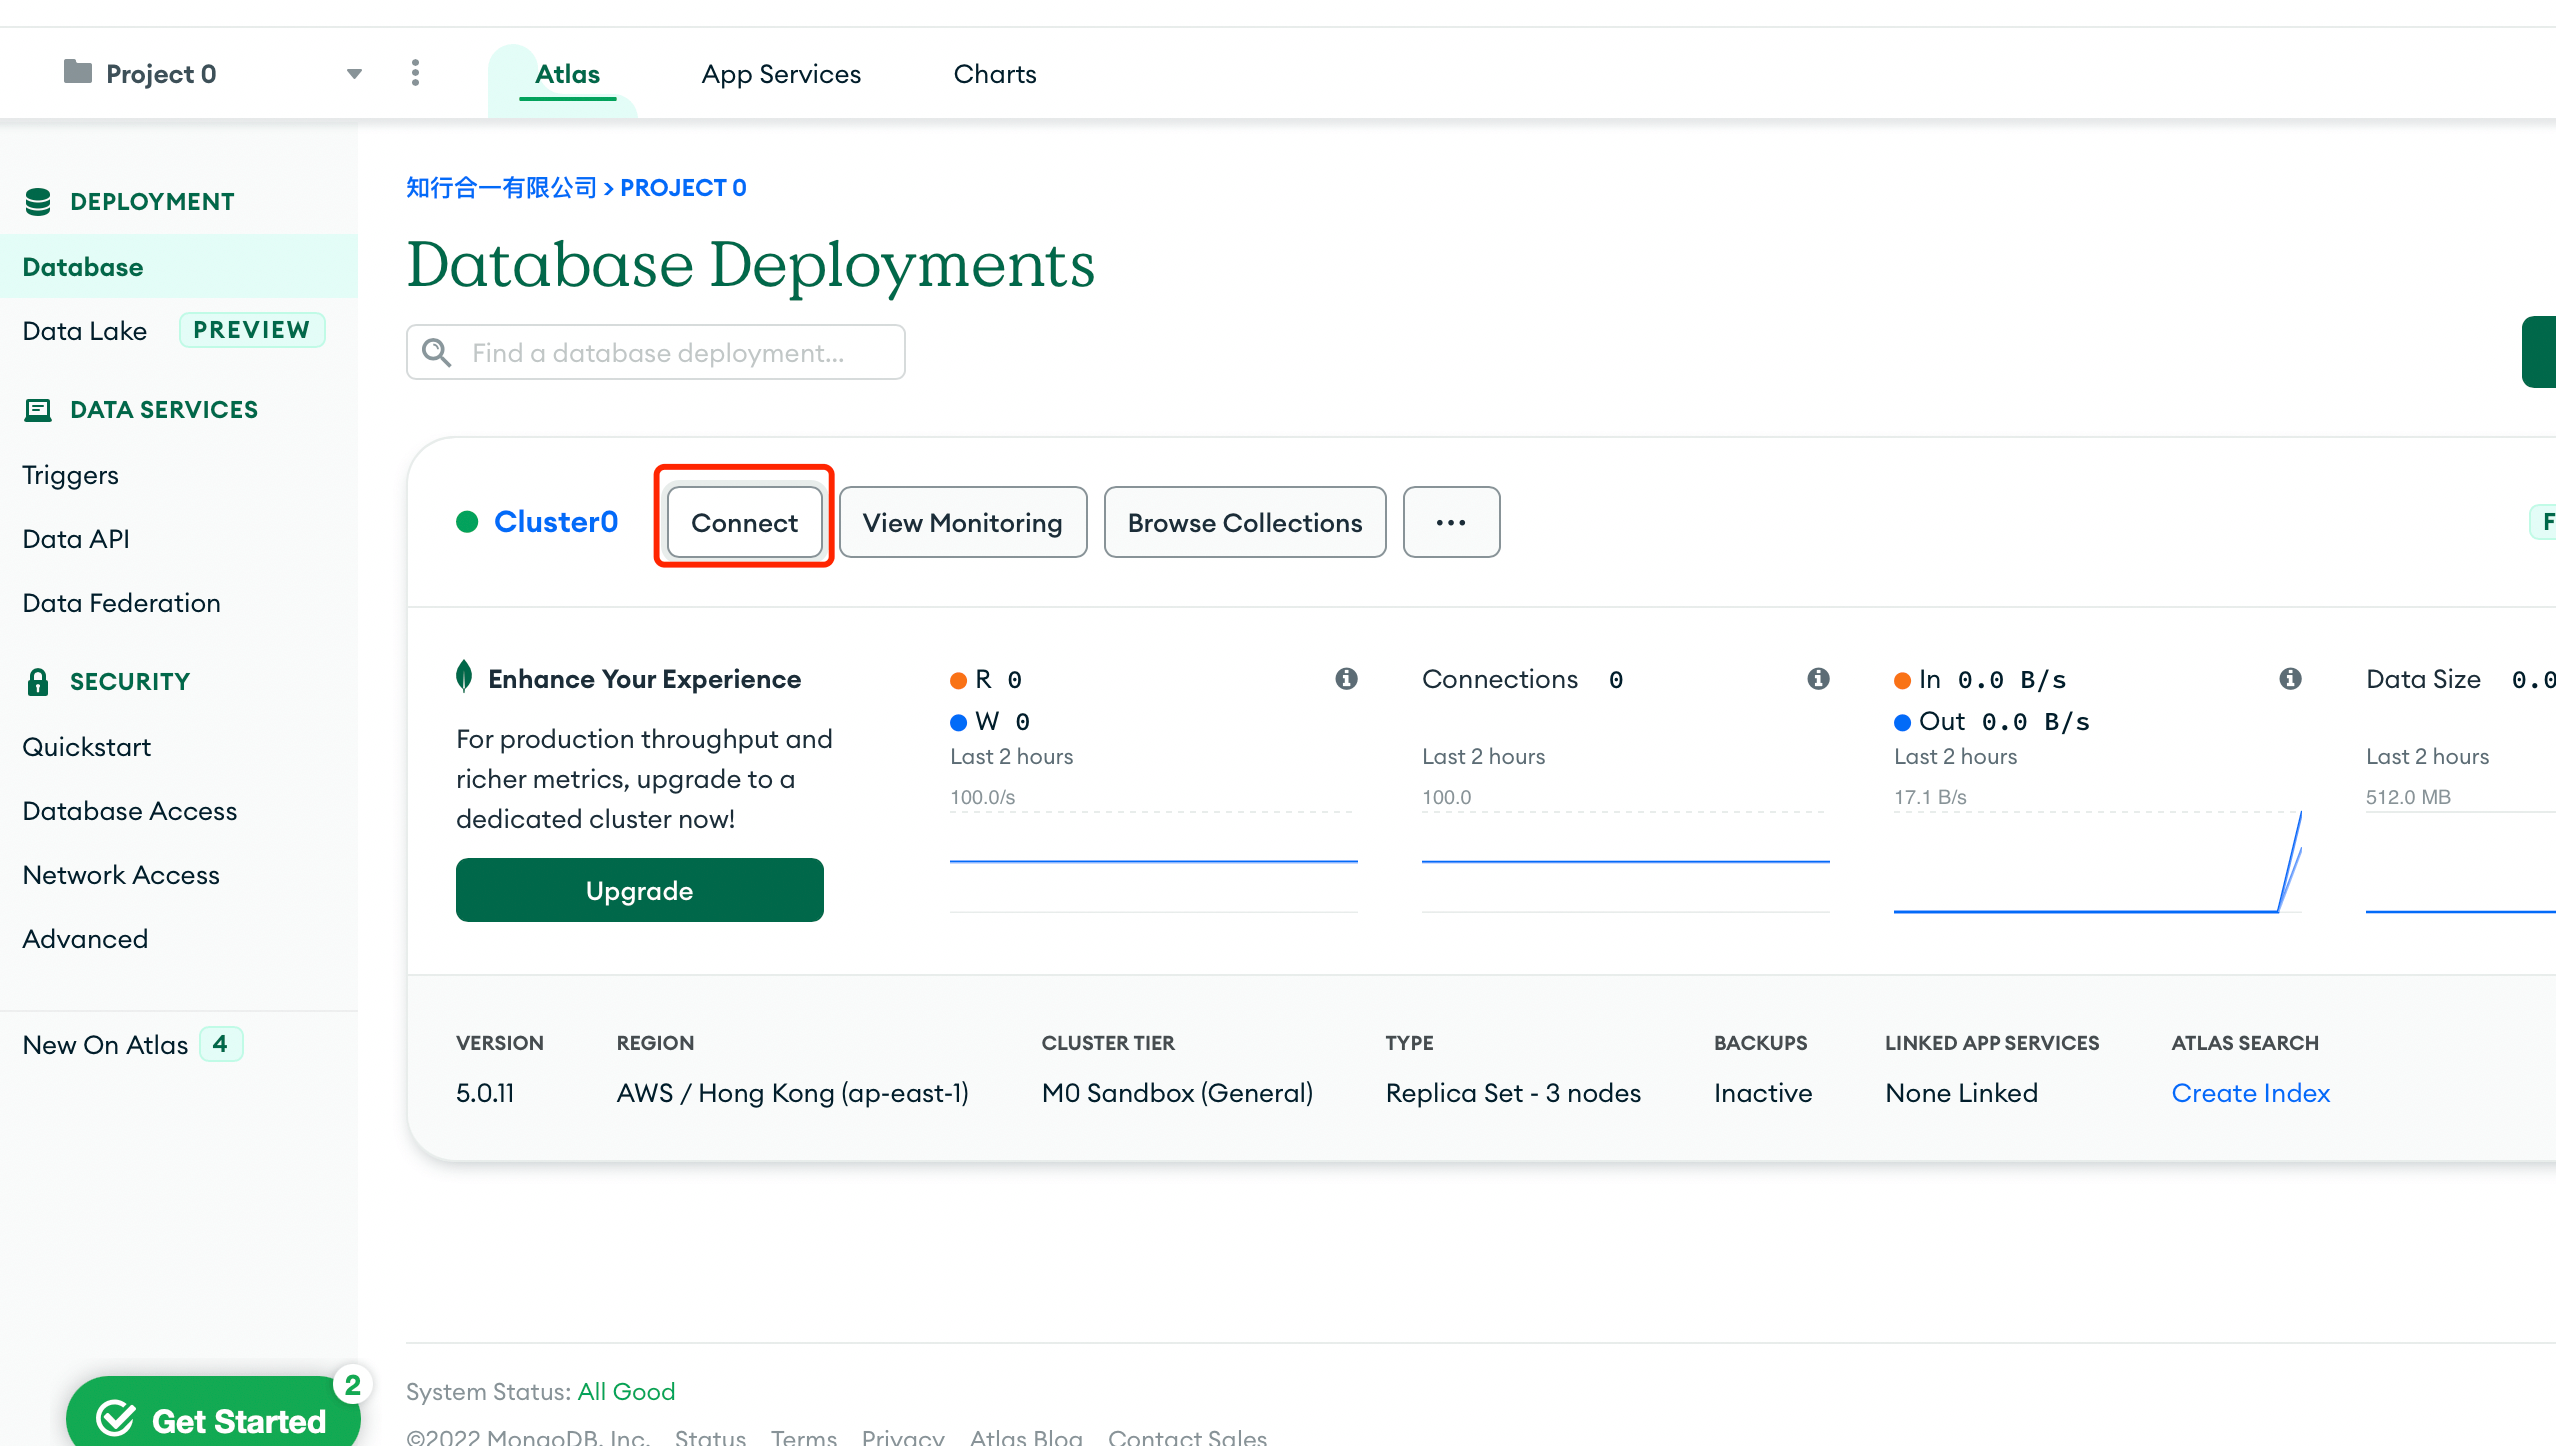 Project 0
Atlas
App Services
Charts
DEPLOYMENT
Database
Data Lake PREVIEW
DATA SERVICES
Triggers
Data API
Data Federation
SECURITY
Quickstart
Database Access
Network Access
Advanced
New On Atlas 4
Get Started 2
知行合一有限公司 > PROJECT 0
Database Deployments
Find a database deployment...
Cluster0
Connect
View Monitoring
Browse Collections
...
F
Enhance Your Experience
For production throughput and
richer metrics, upgrade to a
dedicated cluster now!
Upgrade
R 0
W 0
Last 2 hours
100.0/s
Connections 0
Last 2 hours
100.0
In 0.0 B/s
Out 0.0 B/s
Last 2 hours
17.1 B/s
Data Size 0.0
Last 2 hours
512.0 MB
VERSION REGION CLUSTER TIER TYPE BACKUPS LINKED APP SERVICES ATLAS SEARCH
5.0.11 AWS / Hong Kong (ap-east-1) M0 Sandbox (General) Replica Set - 3 nodes Inactive None Linked Create Index
System Status: All Good
©2022 MongoDB, Inc. Status Terms Privacy Atlas Blog Contact Sales